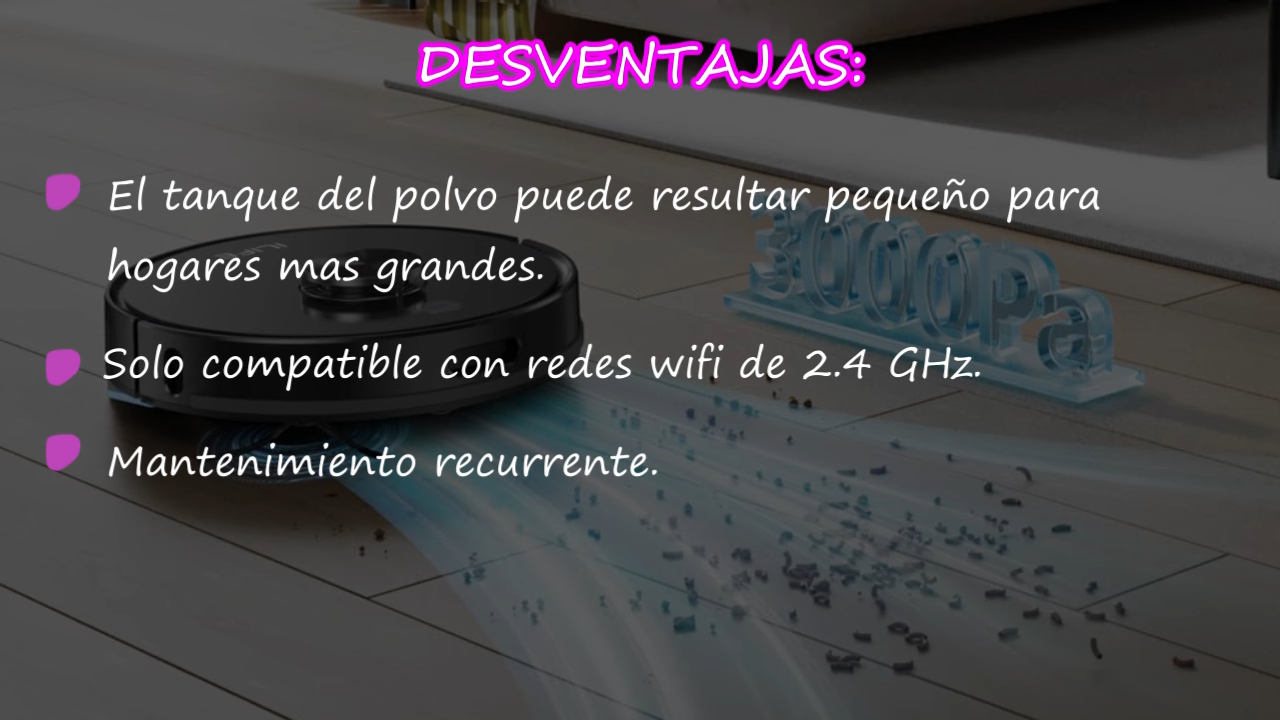 DESVENTAJAS:
El tanque del polvo puede resultar pequeño para
hogares mas grandes.
3000Pa
Solo compatible con redes wifi de 2.4 GHz.
Mantenimiento recurrente.